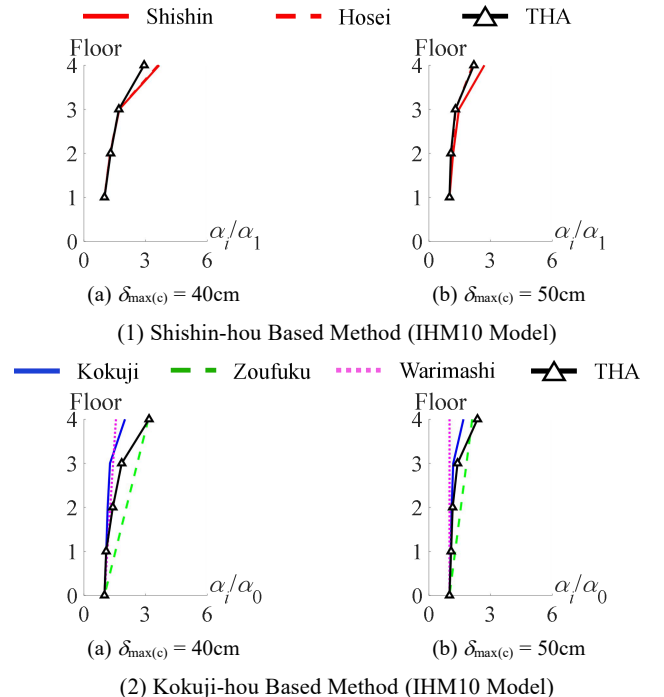 Shishin Hosei THA
Floor Floor
4 4
3 3
2 2
1 1
0 0
0 3 6 0 3 6
αᵢ/α₁ αᵢ/α₁
(a) δmax(c) = 40cm (b) δmax(c) = 50cm
(1) Shishin-hou Based Method (IHM10 Model)
Kokuji Zoufuku Warimashi THA
Floor Floor
4 4
3 3
2 2
1 1
0 0
0 3 6 0 3 6
αᵢ/α₀ αᵢ/α₀
(a) δmax(c) = 40cm (b) δmax(c) = 50cm
(2) Kokuji-hou Based Method (IHM10 Model)